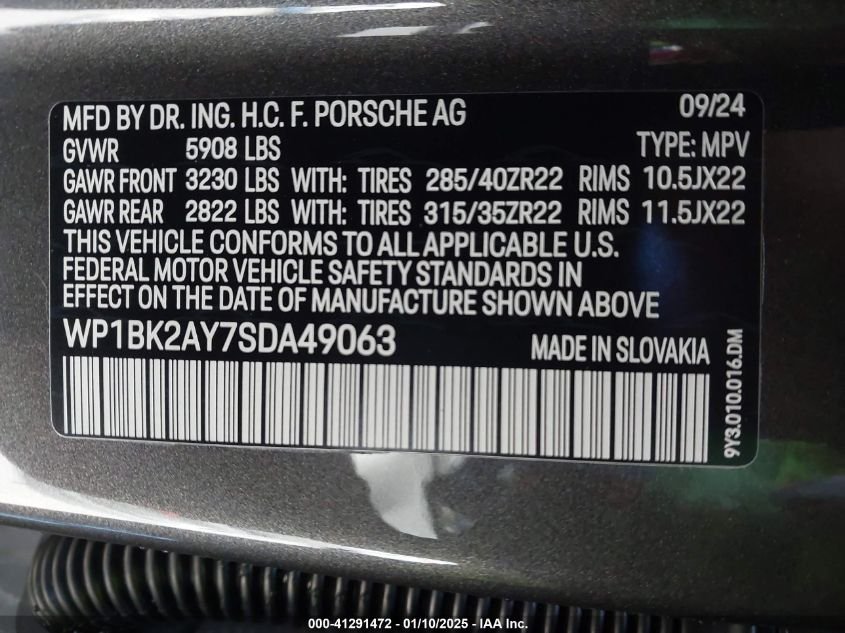 MFD BY DR. ING. H.C. F. PORSCHE AG 09/24
GVWR 5908 LBS TYPE: MPV
GAWR FRONT 3230 LBS WITH: TIRES 285/40ZR22 RIMS 10.5JX22
GAWR REAR 2822 LBS WITH: TIRES 315/35ZR22 RIMS 11.5JX22
THIS VEHICLE CONFORMS TO ALL APPLICABLE U.S.
FEDERAL MOTOR VEHICLE SAFETY STANDARDS IN
EFFECT ON THE DATE OF MANUFACTURE SHOWN ABOVE
WP1BK2AY7SDA49063 MADE IN SLOVAKIA
9Y3.010.016.DM
000-41291472 — 01/10/2025 — IAA Inc.